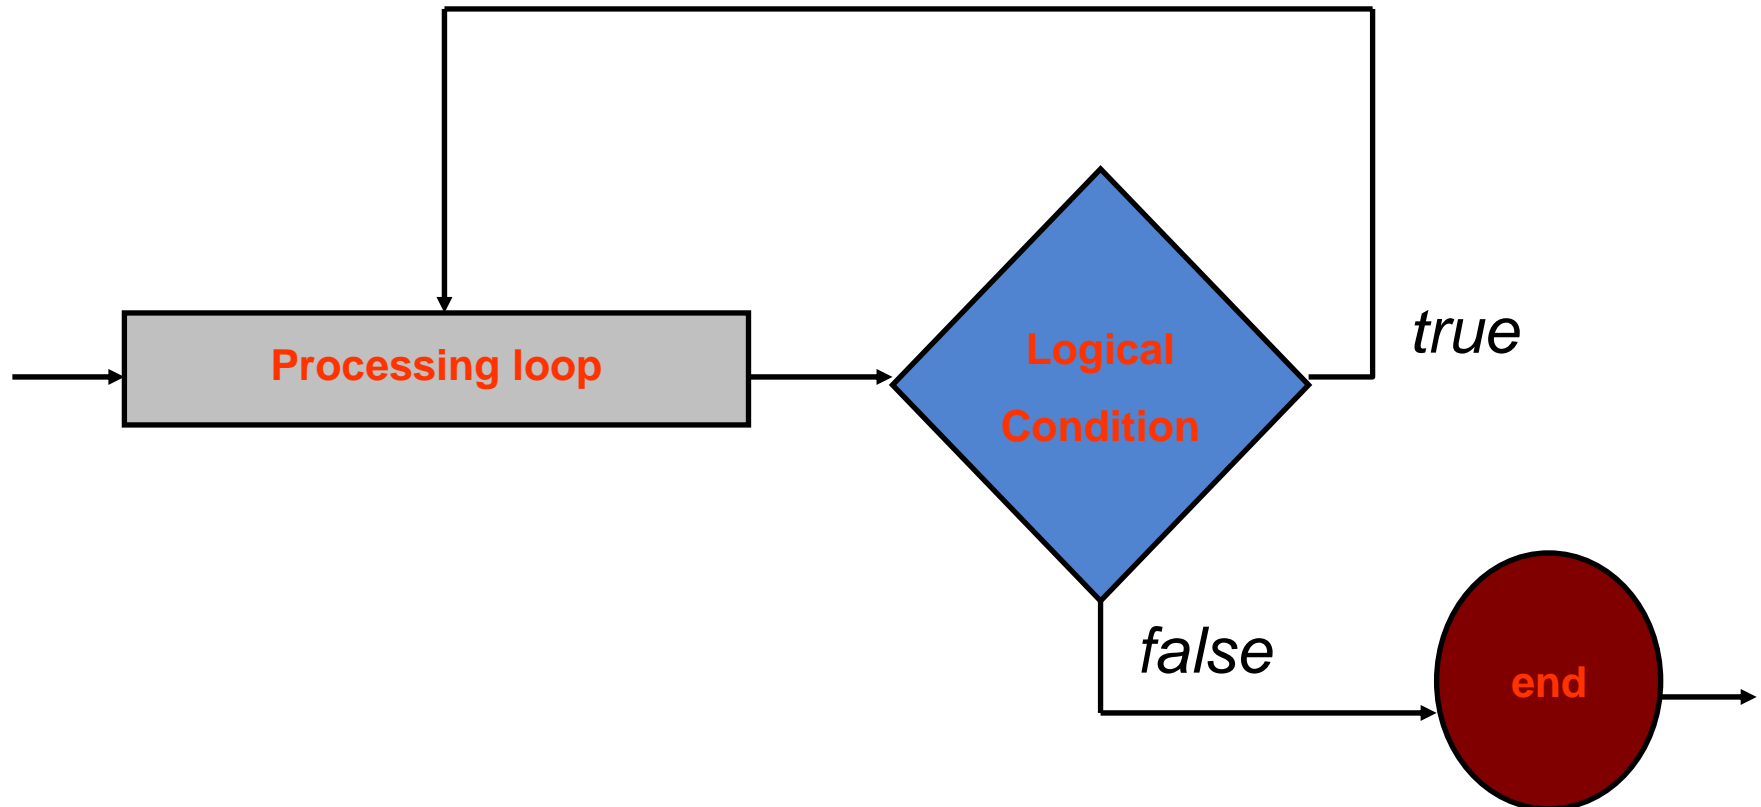 Processing loop
Logical
Condition
true
false
end